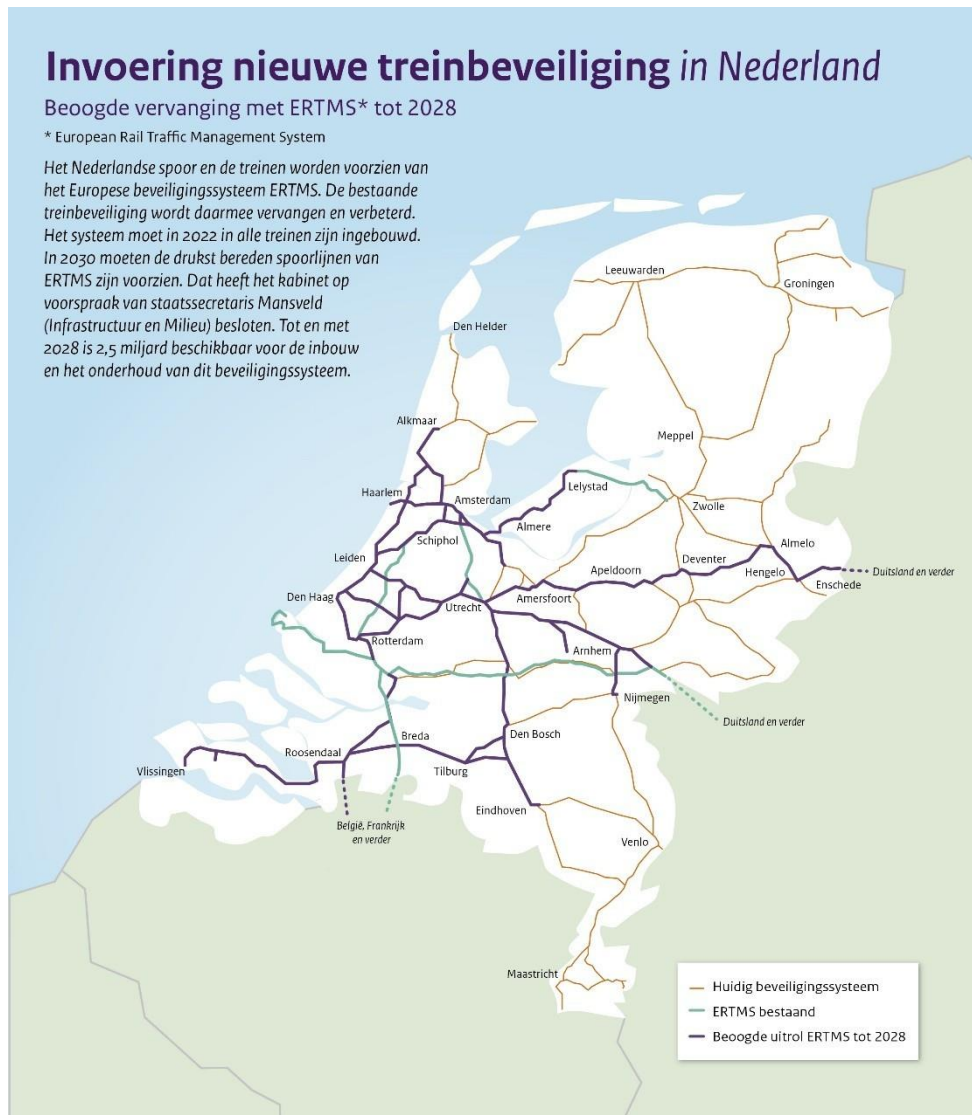 Invoering nieuwe treinbeveiliging in Nederland
Beoogde vervanging met ERTMS* tot 2028
* European Rail Traffic Management System
Het Nederlandse spoor en de treinen worden voorzien van
het Europese beveiligingssysteem ERTMS. De bestaande
treinbeveiliging wordt daarmee vervangen en verbeterd.
Het systeem moet in 2022 in alle treinen zijn ingebouwd.
In 2030 moeten de drukst bereden spoorlijnen van
ERTMS zijn voorzien. Dat heeft het kabinet op
voorspraak van staatssecretaris Mansveld
(Infrastructuur en Milieu) besloten. Tot en met
2028 is 2,5 miljard beschikbaar voor de inbouw
en het onderhoud van dit beveiligingssysteem.
Leeuwarden
Groningen
Den Helder
Alkmaar
Meppel
Haarlem
Amsterdam
Lelystad
Zwolle
Almere
Schiphol
Almelo
Leiden
Apeldoorn
Deventer
Hengelo
Duitsland en verder
Enschede
Den Haag
Utrecht
Amersfoort
Rotterdam
Arnhem
Nijmegen
Duitsland en verder
Breda
Den Bosch
Roosendaal
Vlissingen
Tilburg
Eindhoven
België, Frankrijk
en verder
Venlo
Maastricht
Huidig beveiligingssysteem
ERTMS bestaand
Beoogde uitrol ERTMS tot 2028